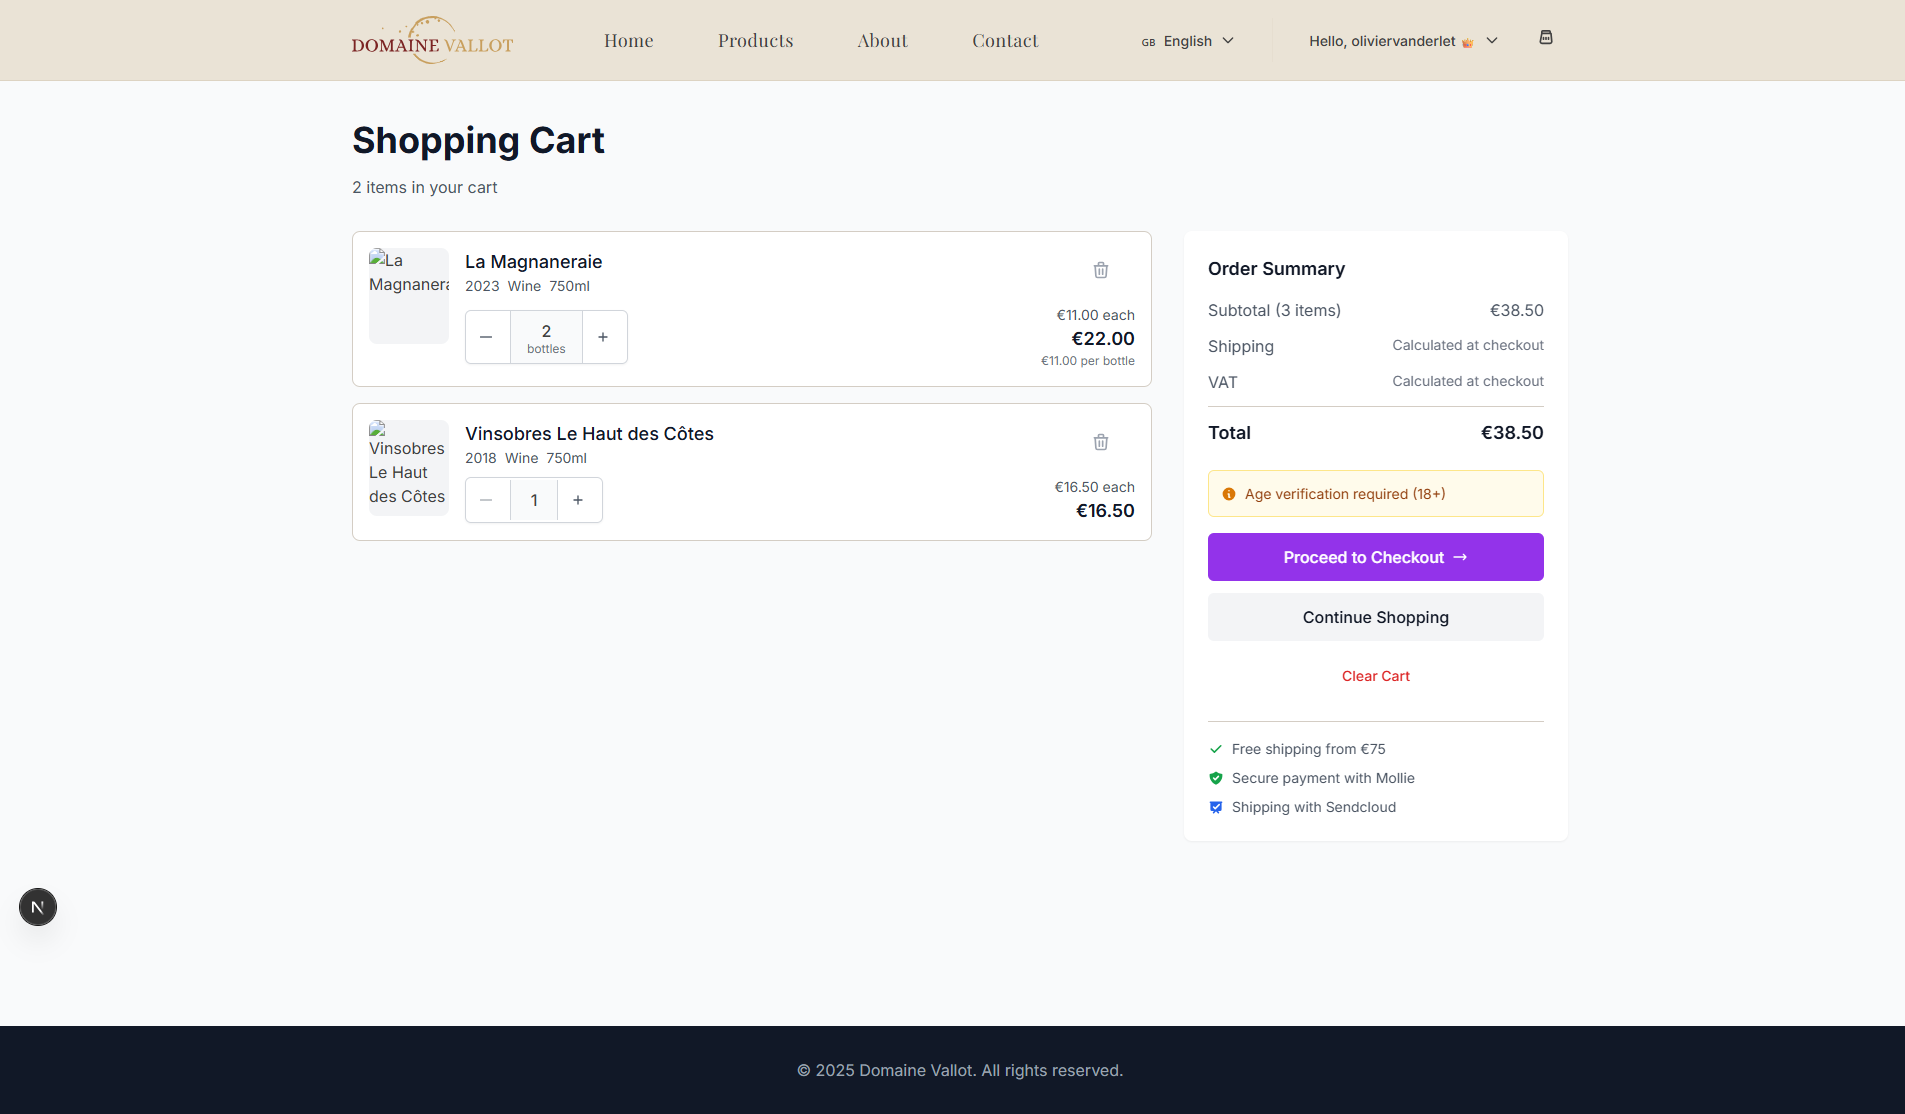 DOMAINE VALLOT
Home
Products
About
Contact
GB English
Hello, oliviervanderlet
Shopping Cart
2 items in your cart
La Magnanera
La Magnaneraie
2023 Wine 750ml
2
bottles
€11.00 each
€22.00
€11.00 per bottle
Vinsobres
Le Haut
des Côtes
Vinsobres Le Haut des Côtes
2018 Wine 750ml
1
€16.50 each
€16.50
Order Summary
Subtotal (3 items) €38.50
Shipping Calculated at checkout
VAT Calculated at checkout
Total €38.50
Age verification required (18+)
Proceed to Checkout →
Continue Shopping
Clear Cart
Free shipping from €75
Secure payment with Mollie
Shipping with Sendcloud
N
© 2025 Domaine Vallot. All rights reserved.